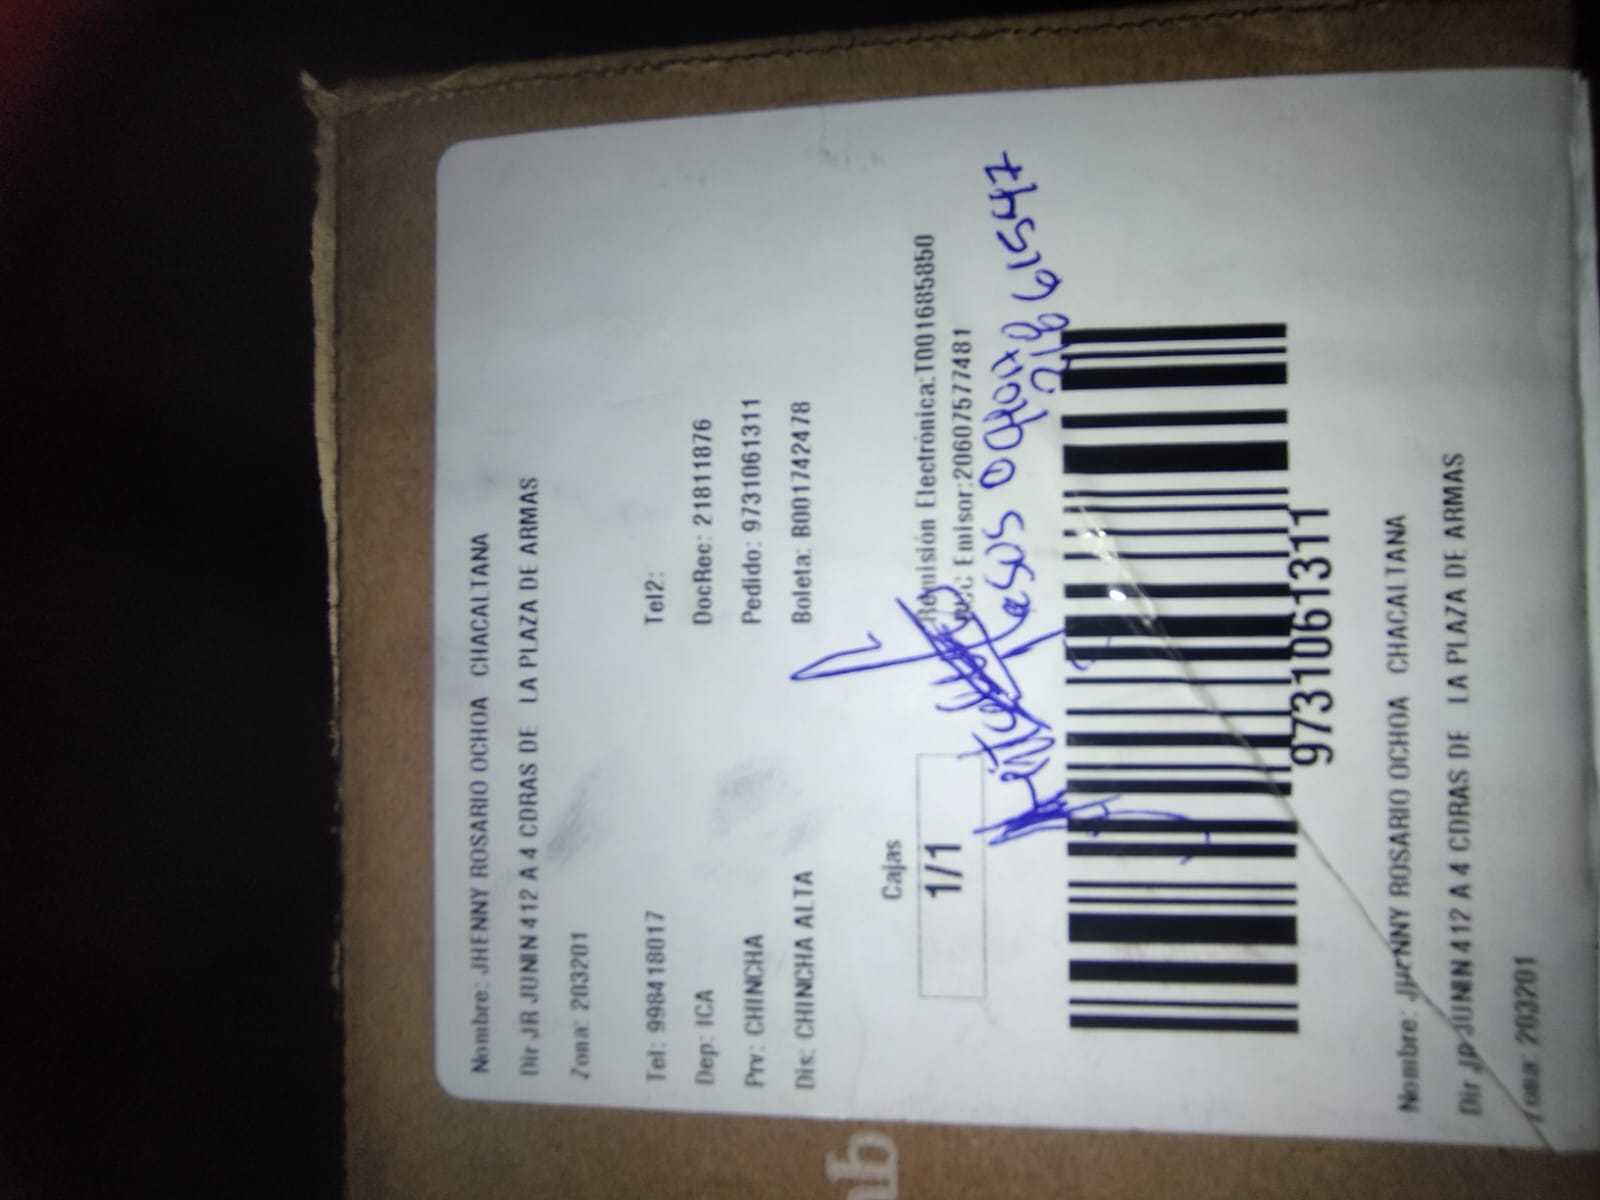 Nombre: JHENNY ROSARIO OCHOA CHACALTANA
Dir JR JUNIN 412 A 4 CDRAS DE LA PLAZA DE ARMAS
Zona: 203201
Tel: 998418017 Tel2:
Dep: ICA DocRec: 21811876
Prv: CHINCHA Pedido: 9731061311
Dis: CHINCHA ALTA Boleta: B001742478
Cajas
1/1
Remisión Electrónica:T001685850
Emisor:20607577481
Ochoa
21861547
9731061311
Nombre: JHENNY ROSARIO OCHOA CHACALTANA
Dir JR JUNIN 412 A 4 CDRAS DE LA PLAZA DE ARMAS
Zona: 203201